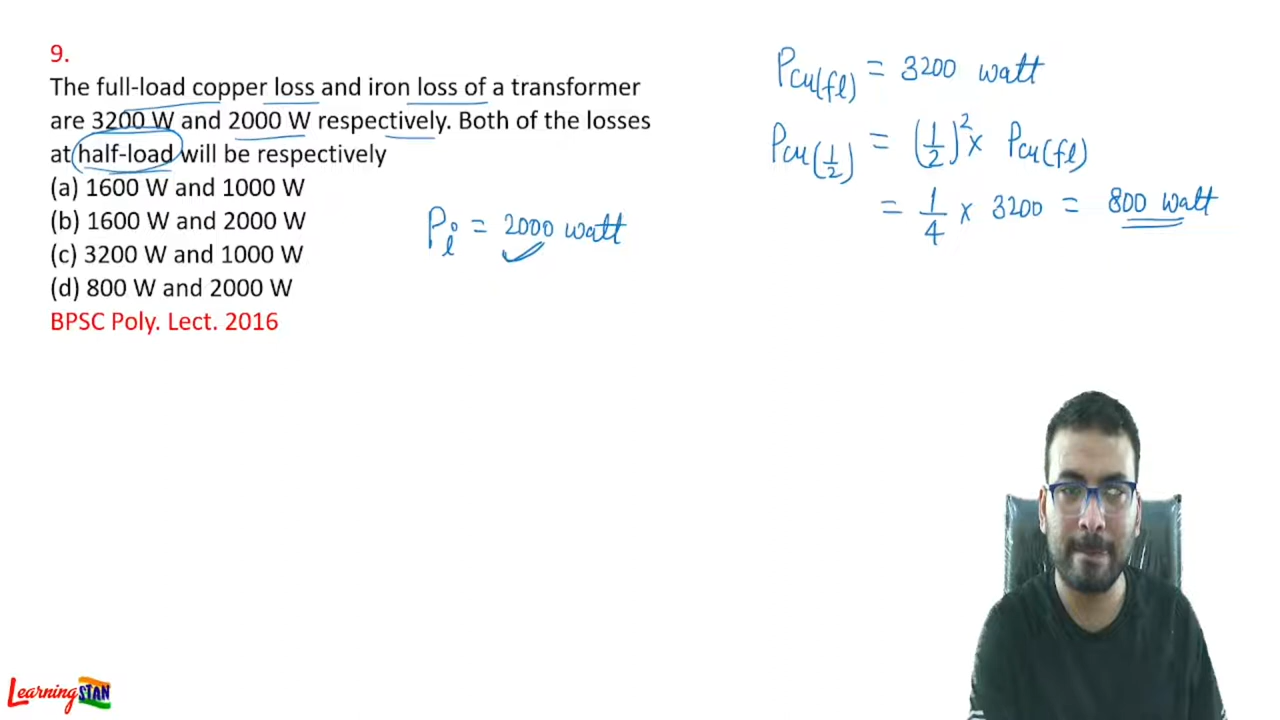 9.
The full-load copper loss and iron loss of a transformer
are 3200 W and 2000 W respectively. Both of the losses
at half-load will be respectively
(a) 1600 W and 1000 W
(b) 1600 W and 2000 W
(c) 3200 W and 1000 W
(d) 800 W and 2000 W
BPSC Poly. Lect. 2016
Pi = 2000 watt
Pcu(fl) = 3200 watt
Pcu(1/2) = (1/2)² × Pcu(fl)
= 1/4 × 3200 = 800 watt
LearningSTAN